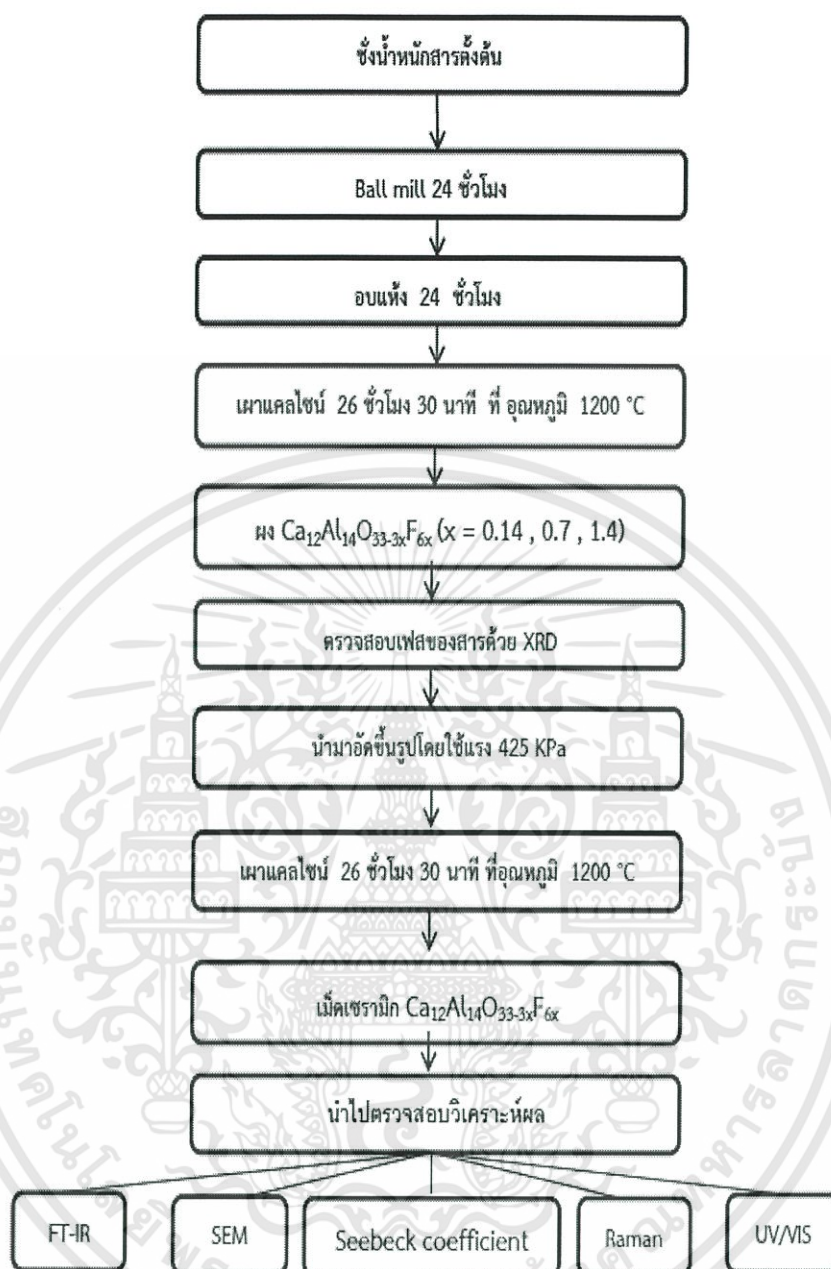 ชั่งน้ำหนักสารตั้งต้น
Ball mill 24 ชั่วโมง
อบแห้ง 24 ชั่วโมง
เผาแคลไซน์ 26 ชั่วโมง 30 นาที ที่ อุณหภูมิ 1200 °C
ผง Ca₁₂Al₁₄O₃₃₋₃ₓF₆ₓ (x = 0.14 , 0.7 , 1.4)
ตรวจสอบเฟสของสารด้วย XRD
นำมาอัดขึ้นรูปโดยใช้แรง 425 KPa
เผาแคลไซน์ 26 ชั่วโมง 30 นาที ที่อุณหภูมิ 1200 °C
เม็ดเซรามิก Ca₁₂Al₁₄O₃₃₋₃ₓF₆ₓ
นำไปตรวจสอบวิเคราะห์ผล
FT-IR
SEM
Seebeck coefficient
Raman
UV/VIS